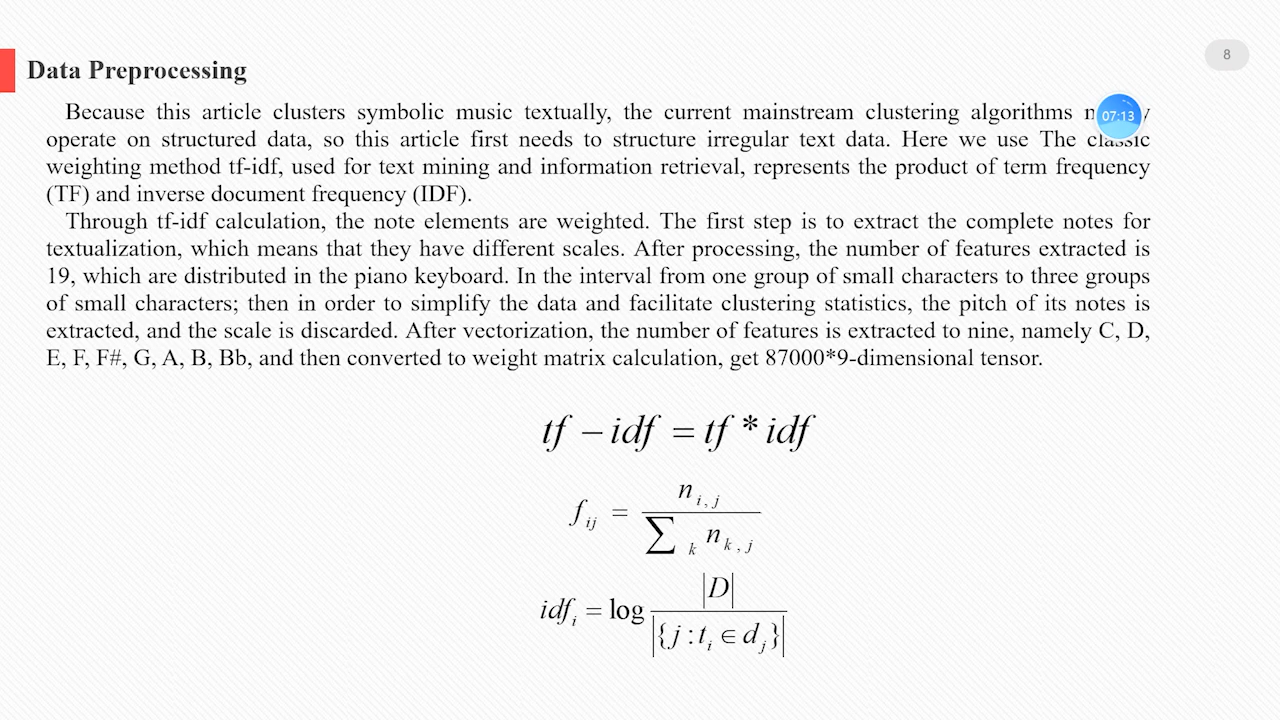 8
Data Preprocessing
Because this article clusters symbolic music textually, the current mainstream clustering algorithms
07:13
operate on structured data, so this article first needs to structure irregular text data. Here we use The classic
weighting method tf-idf, used for text mining and information retrieval, represents the product of term frequency
(TF) and inverse document frequency (IDF).
Through tf-idf calculation, the note elements are weighted. The first step is to extract the complete notes for
textualization, which means that they have different scales. After processing, the number of features extracted is
19, which are distributed in the piano keyboard. In the interval from one group of small characters to three groups
of small characters; then in order to simplify the data and facilitate clustering statistics, the pitch of its notes is
extracted, and the scale is discarded. After vectorization, the number of features is extracted to nine, namely C, D,
E, F, F#, G, A, B, Bb, and then converted to weight matrix calculation, get 87000*9-dimensional tensor.
tf − idf = tf * idf
f_{ij} = \frac{n_{i,j}}{\sum_k n_{k,j}}
idf_i = log \frac{|D|}{|{j : t_i ∈ d_j}|}